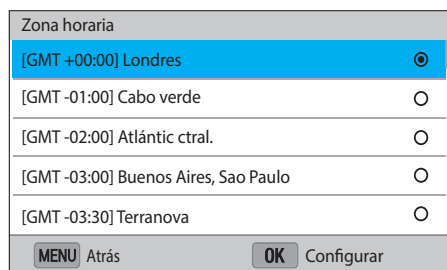 Zona horaria
[GMT +00:00] Londres
[GMT -01:00] Cabo verde
[GMT -02:00] Atlántic ctral.
[GMT -03:00] Buenos Aires, Sao Paulo
[GMT -03:30] Terranova
MENU Atrás OK Configurar